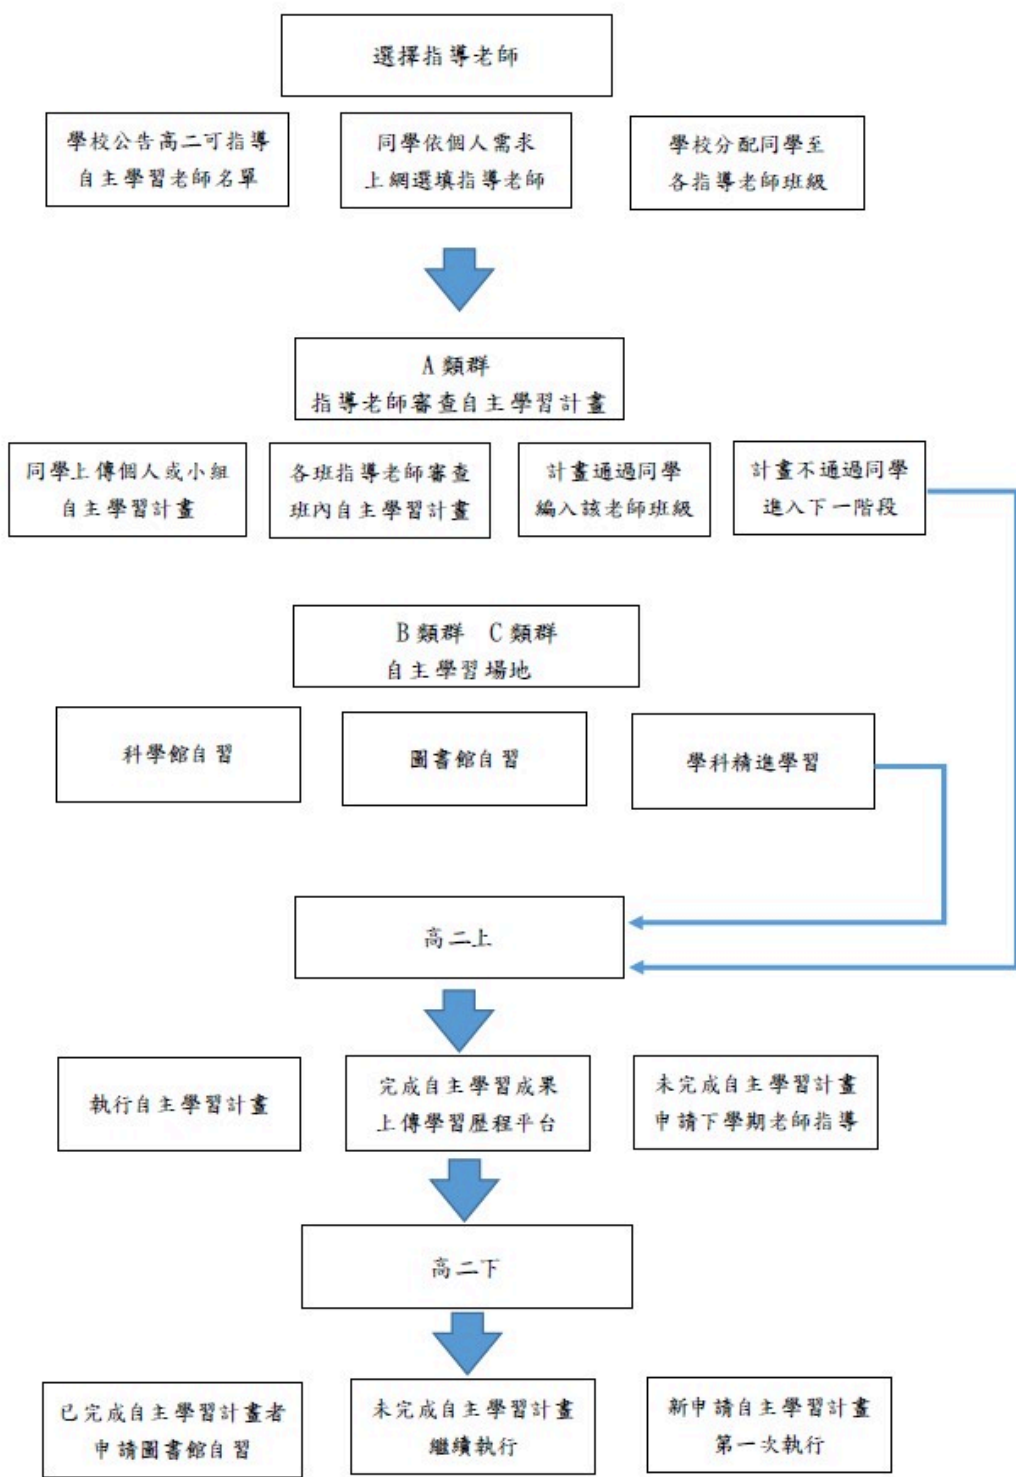 選擇指導老師
學校公告高二可指導
自主學習老師名單
同學依個人需求
上網選填指導老師
學校分配同學至
各指導老師班級
A 類群
指導老師審查自主學習計畫
同學上傳個人或小組
自主學習計畫
各班指導老師審查
班內自主學習計畫
計畫通過同學
編入該老師班級
計畫不通過同學
進入下一階段
B 類群 C 類群
自主學習場地
科學館自習
圖書館自習
學科精進學習
高二上
執行自主學習計畫
完成自主學習成果
上傳學習歷程平台
未完成自主學習計畫
申請下學期老師指導
高二下
已完成自主學習計畫者
申請圖書館自習
未完成自主學習計畫
繼續執行
新申請自主學習計畫
第一次執行